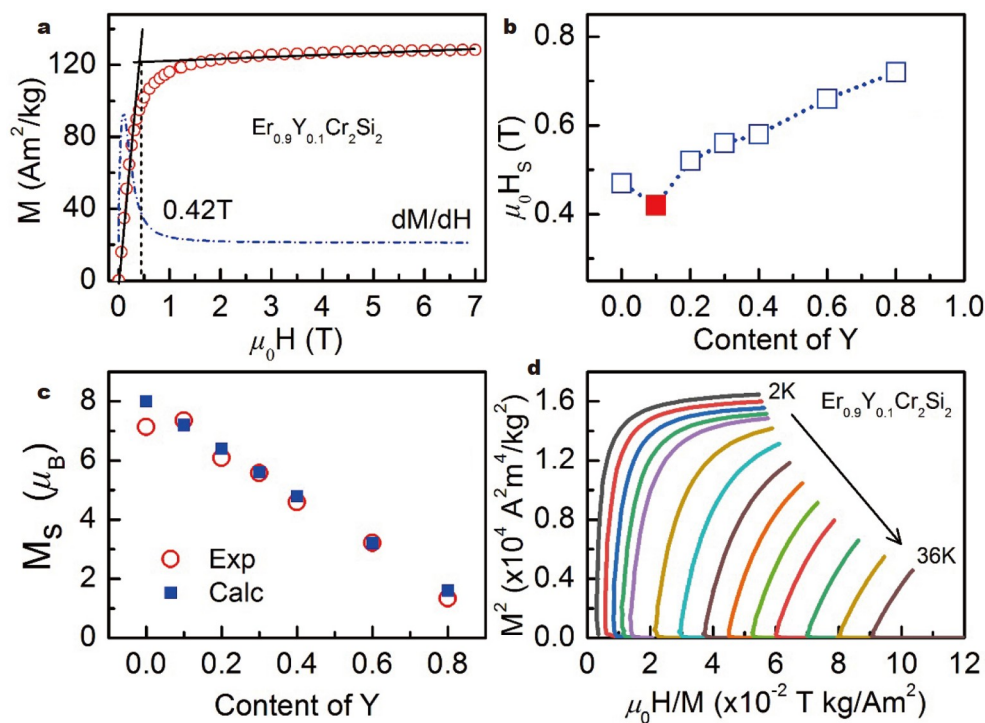 a
M (Am²/kg)
120
80
40
0
Er₀.₉Y₀.₁Cr₂Si₂
0.42T
dM/dH
0 1 2 3 4 5 6 7
μ₀H (T)
b
μ₀H_S (T)
0.8
0.6
0.4
0.0 0.2 0.4 0.6 0.8 1.0
Content of Y
c
M_S (μ_B)
8
6
4
2
0
Exp
Calc
0.0 0.2 0.4 0.6 0.8
Content of Y
d
M² (x10⁴ A²m⁴/kg²)
1.6
1.2
0.8
0.4
0.0
2K
Er₀.₉Y₀.₁Cr₂Si₂
36K
0 2 4 6 8 10 12
μ₀H/M (x10⁻² T kg/Am²)